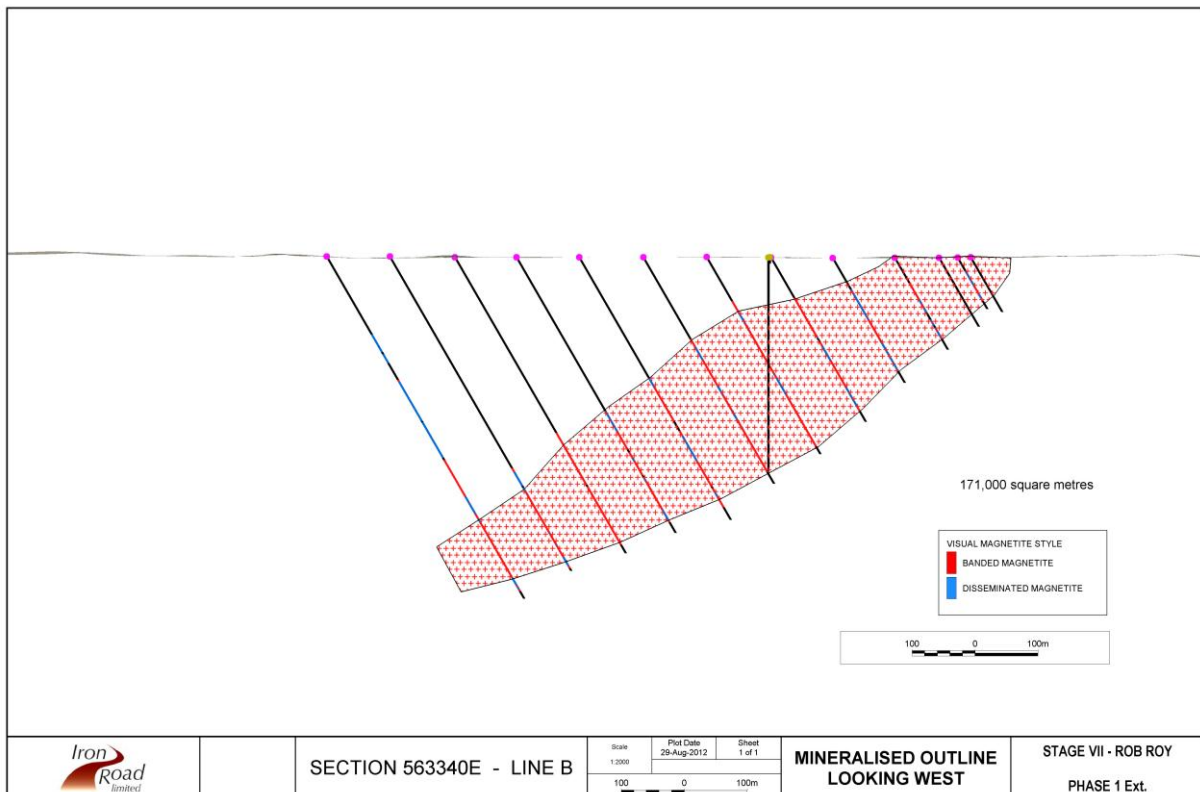 171,000 square metres
VISUAL MAGNETITE STYLE
BANDED MAGNETITE
DISSEMINATED MAGNETITE
100 0 100m
Iron
Road
limited
SECTION 563340E - LINE B
Scale
1:2000
Plot Date
29-Aug-2012
Sheet
1 of 1
100 0 100m
MINERALISED OUTLINE
LOOKING WEST
STAGE VII - ROB ROY
PHASE 1 Ext.